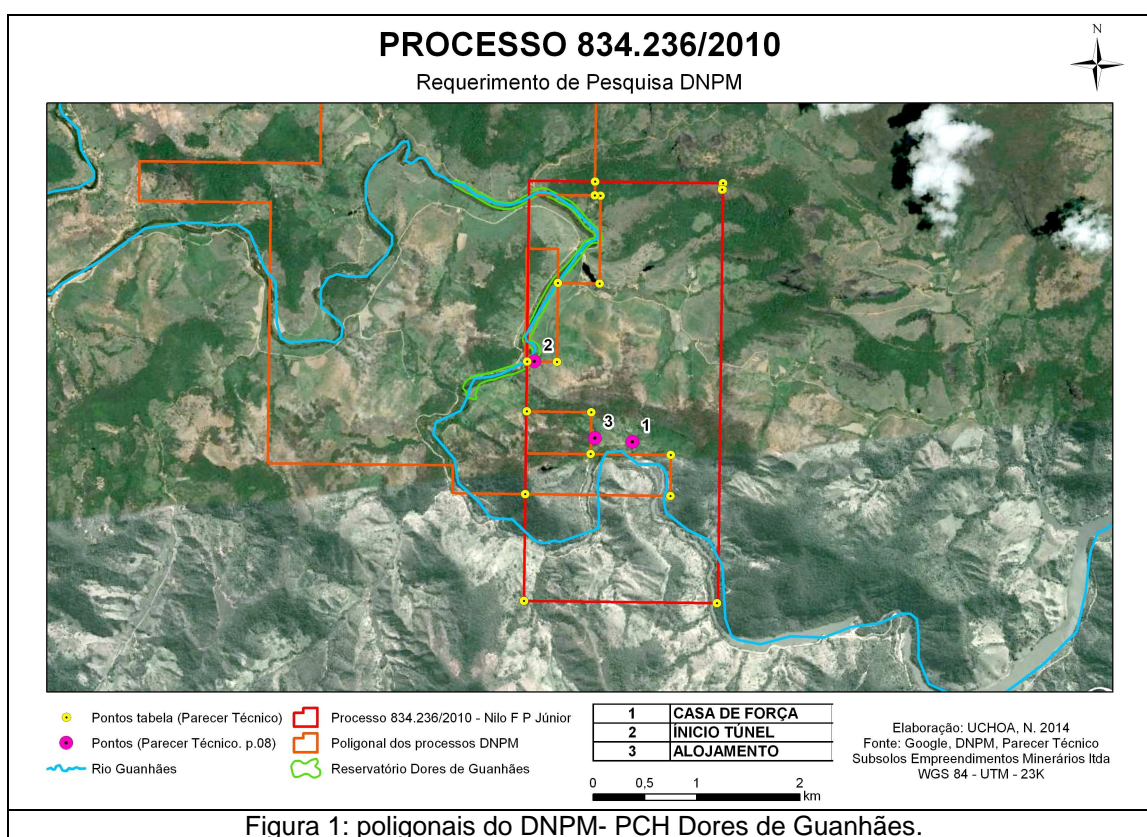 PROCESSO 834.236/2010
Requerimento de Pesquisa DNPM
2
3
1
Pontos tabela (Parecer Técnico)
Pontos (Parecer Técnico. p.08)
Rio Guanhães
Processo 834.236/2010 - Nilo F P Júnior
Poligonal dos processos DNPM
Reservatório Dores de Guanhães
1 CASA DE FORÇA
2 ÍNICIO TÚNEL
3 ALOJAMENTO
0 0,5 1 2
km
Elaboração: UCHOA, N. 2014
Fonte: Google, DNPM, Parecer Técnico
Subsolos Empreendimentos Minerários ltda
WGS 84 - UTM - 23K
Figura 1: poligonais do DNPM- PCH Dores de Guanhães.